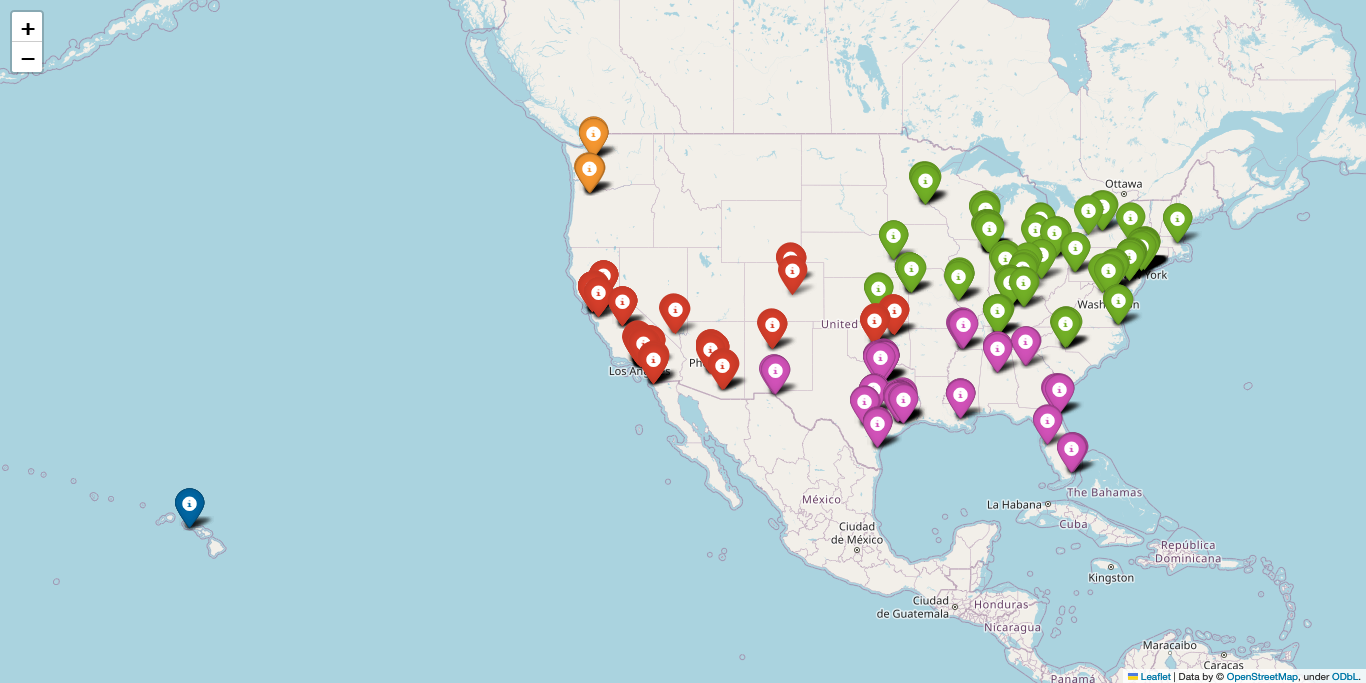 +
−
Ottawa
York
Washington
United
Los Angeles
Ph
México
Ciudad
de México
La Habana
The Bahamas
Cuba
República
Dominicana
Kingston
Ciudad
de Guatemala
Honduras
Nicaragua
Maracaibo
Caracas
Panamá
Leaflet | Data by © OpenStreetMap, under ODbL.